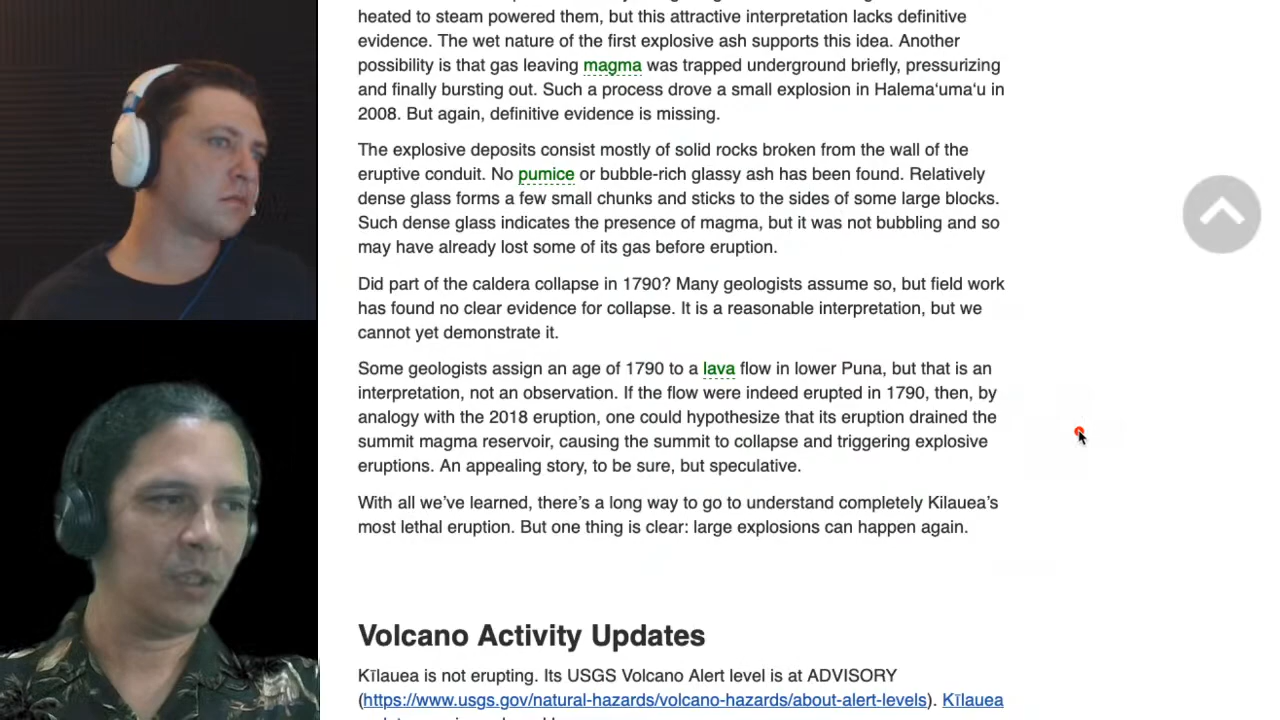 heated to steam powered them, but this attractive interpretation lacks definitive
evidence. The wet nature of the first explosive ash supports this idea. Another
possibility is that gas leaving magma was trapped underground briefly, pressurizing
and finally bursting out. Such a process drove a small explosion in Halemaʻumaʻu in
2008. But again, definitive evidence is missing.
The explosive deposits consist mostly of solid rocks broken from the wall of the
eruptive conduit. No pumice or bubble-rich glassy ash has been found. Relatively
dense glass forms a few small chunks and sticks to the sides of some large blocks.
Such dense glass indicates the presence of magma, but it was not bubbling and so
may have already lost some of its gas before eruption.
Did part of the caldera collapse in 1790? Many geologists assume so, but field work
has found no clear evidence for collapse. It is a reasonable interpretation, but we
cannot yet demonstrate it.
Some geologists assign an age of 1790 to a lava flow in lower Puna, but that is an
interpretation, not an observation. If the flow were indeed erupted in 1790, then, by
analogy with the 2018 eruption, one could hypothesize that its eruption drained the
summit magma reservoir, causing the summit to collapse and triggering explosive
eruptions. An appealing story, to be sure, but speculative.
With all we’ve learned, there’s a long way to go to understand completely Kilauea’s
most lethal eruption. But one thing is clear: large explosions can happen again.
Volcano Activity Updates
Kīlauea is not erupting. Its USGS Volcano Alert level is at ADVISORY
(https://www.usgs.gov/natural-hazards/volcano-hazards/about-alert-levels). Kīlauea